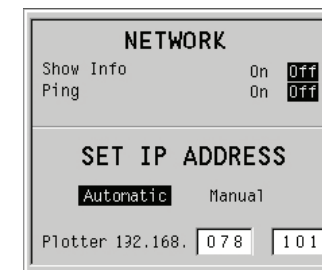 NETWORK
Show Info On Off
Ping On Off
SET IP ADDRESS
Automatic Manual
Plotter 192.168. 078 101